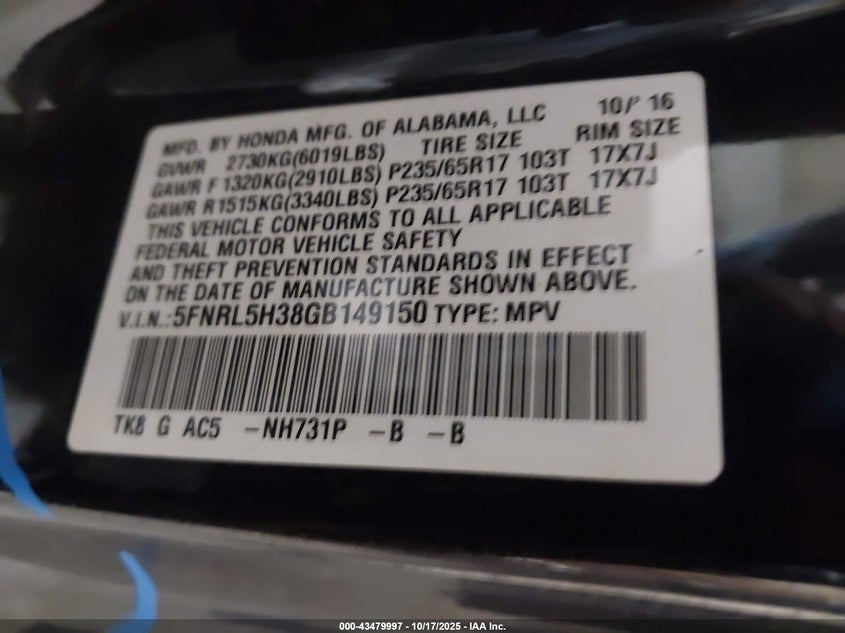 MFD. BY HONDA MFG. OF ALABAMA, LLC 10/ 16
GVWR 2730KG(6019LBS) TIRE SIZE RIM SIZE
GAWR F 1320KG(2910LBS) P235/65R17 103T 17X7J
GAWR R1515KG(3340LBS) P235/65R17 103T 17X7J
THIS VEHICLE CONFORMS TO ALL APPLICABLE
FEDERAL MOTOR VEHICLE SAFETY
AND THEFT PREVENTION STANDARDS IN EFFECT
ON THE DATE OF MANUFACTURE SHOWN ABOVE.
V.I.N.:5FNRL5H38GB149150 TYPE: MPV
TK8 G AC5 -NH731P -B -B
000-43479997 - 10/17/2025 - IAA Inc.